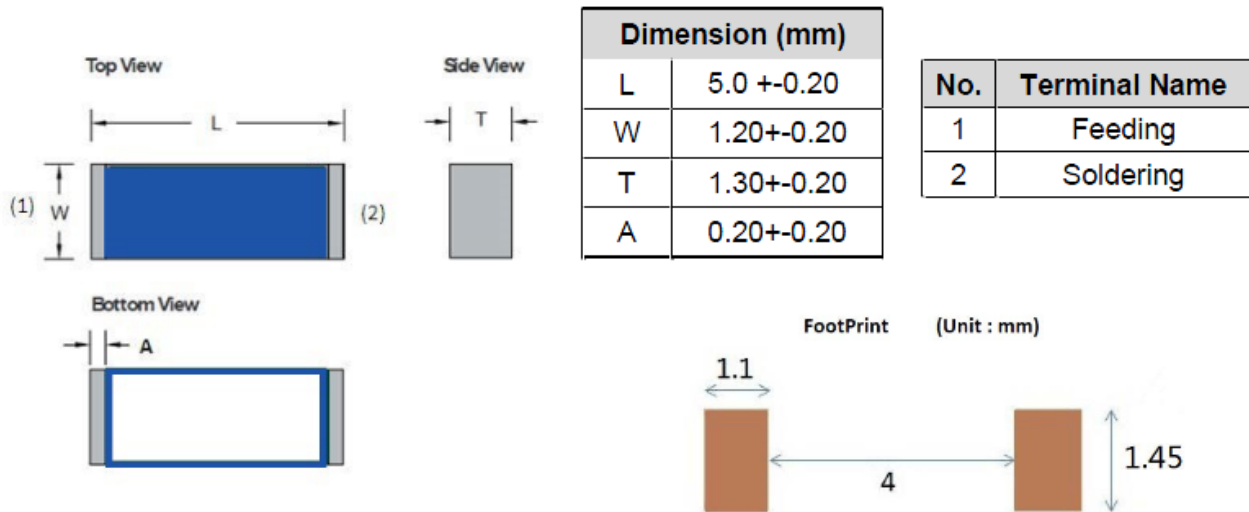 Top View
Side View
L
T
(1) W (2)
Bottom View
A
Dimension (mm)
L 5.0 +-0.20
W 1.20+-0.20
T 1.30+-0.20
A 0.20+-0.20
No. Terminal Name
1 Feeding
2 Soldering
FootPrint (Unit : mm)
1.1
4
1.45